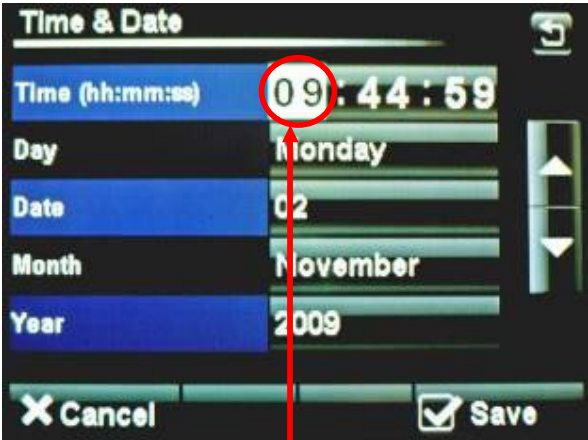 Time & Date
Time (hh:mm:ss) 09:44:59
Day Monday
Date 02
Month November
Year 2009
Cancel Save